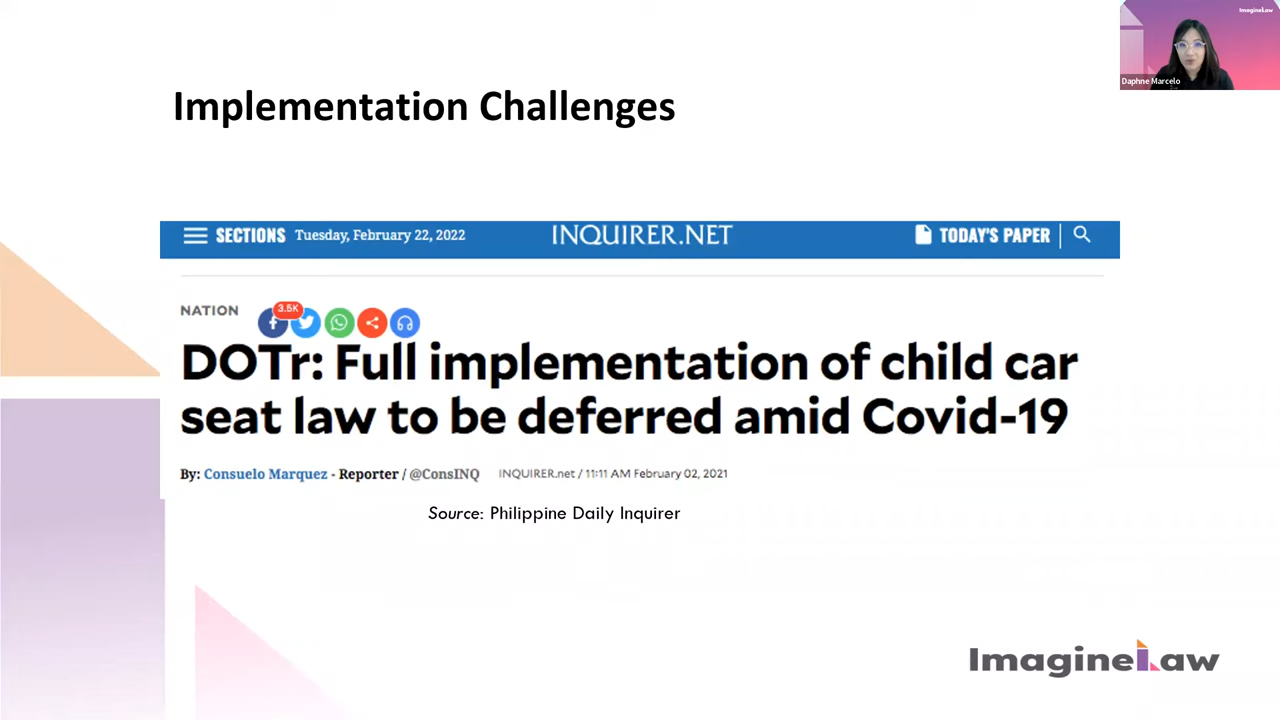 ImagineLaw
Daphne Marcelo
Implementation Challenges
SECTIONS Tuesday, February 22, 2022 INQUIRER.NET TODAY'S PAPER
NATION
3.5K
DOTr: Full implementation of child car
seat law to be deferred amid Covid-19
By: Consuelo Marquez - Reporter / @ConsINQ INQUIRER.net / 11:11 AM February 02, 2021
Source: Philippine Daily Inquirer
ImagineLaw